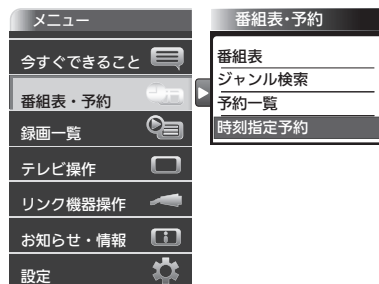 メニュー
今すぐできること
番組表・予約
録画一覧
テレビ操作
リンク機器操作
お知らせ・情報
設定
番組表・予約
番組表
ジャンル検索
予約一覧
時刻指定予約